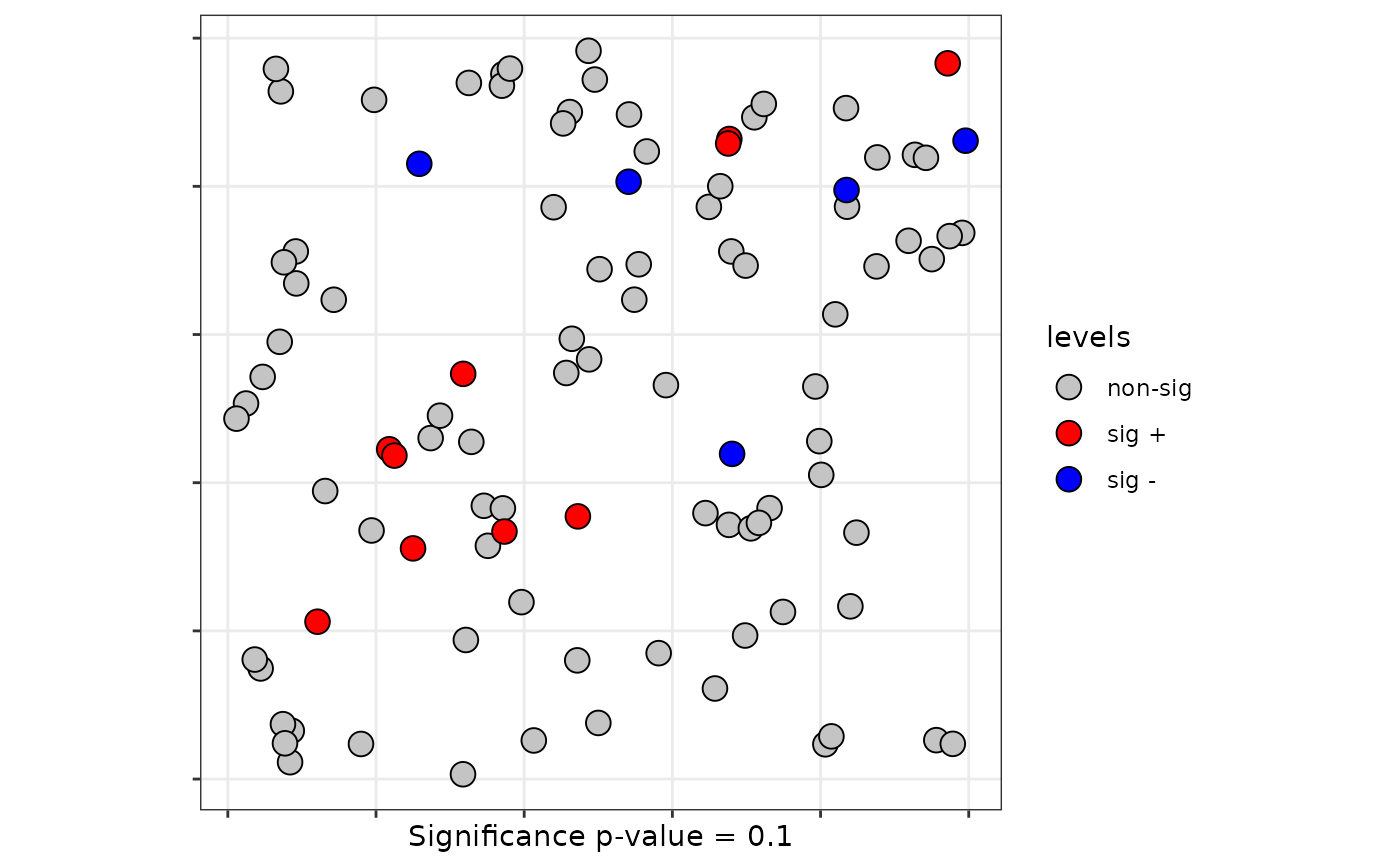 levels
non-sig
sig +
sig -
Significance p-value = 0.1